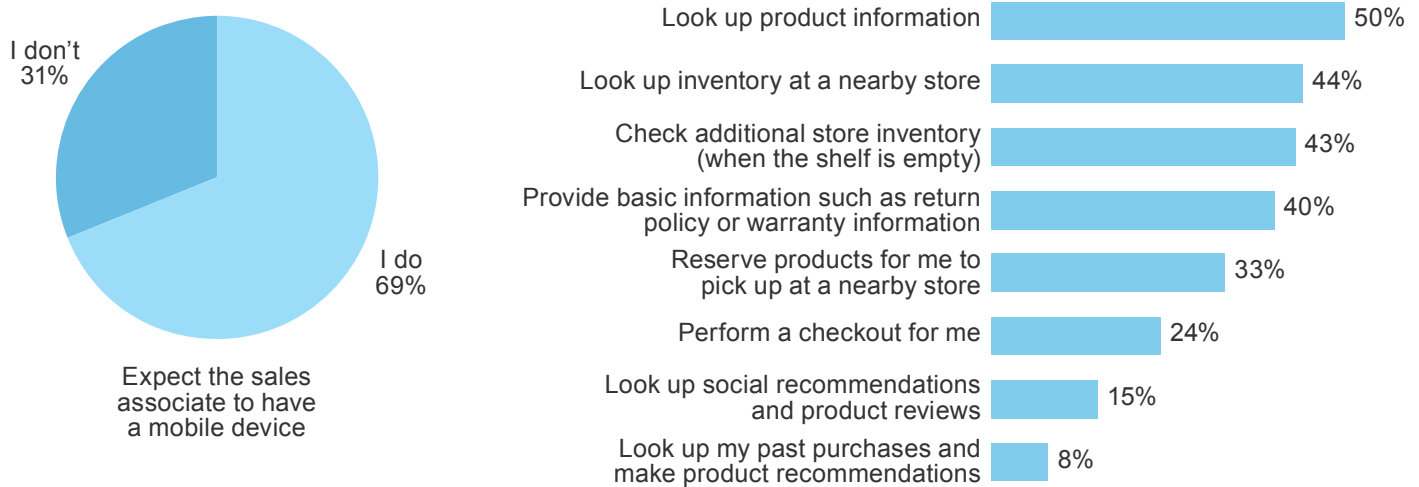 I don’t
31%
I do
69%
Expect the sales
associate to have
a mobile device
Look up product information
50%
Look up inventory at a nearby store
44%
Check additional store inventory
(when the shelf is empty)
43%
Provide basic information such as return
policy or warranty information
40%
Reserve products for me to
pick up at a nearby store
33%
Perform a checkout for me
24%
Look up social recommendations
and product reviews
15%
Look up my past purchases and
make product recommendations
8%